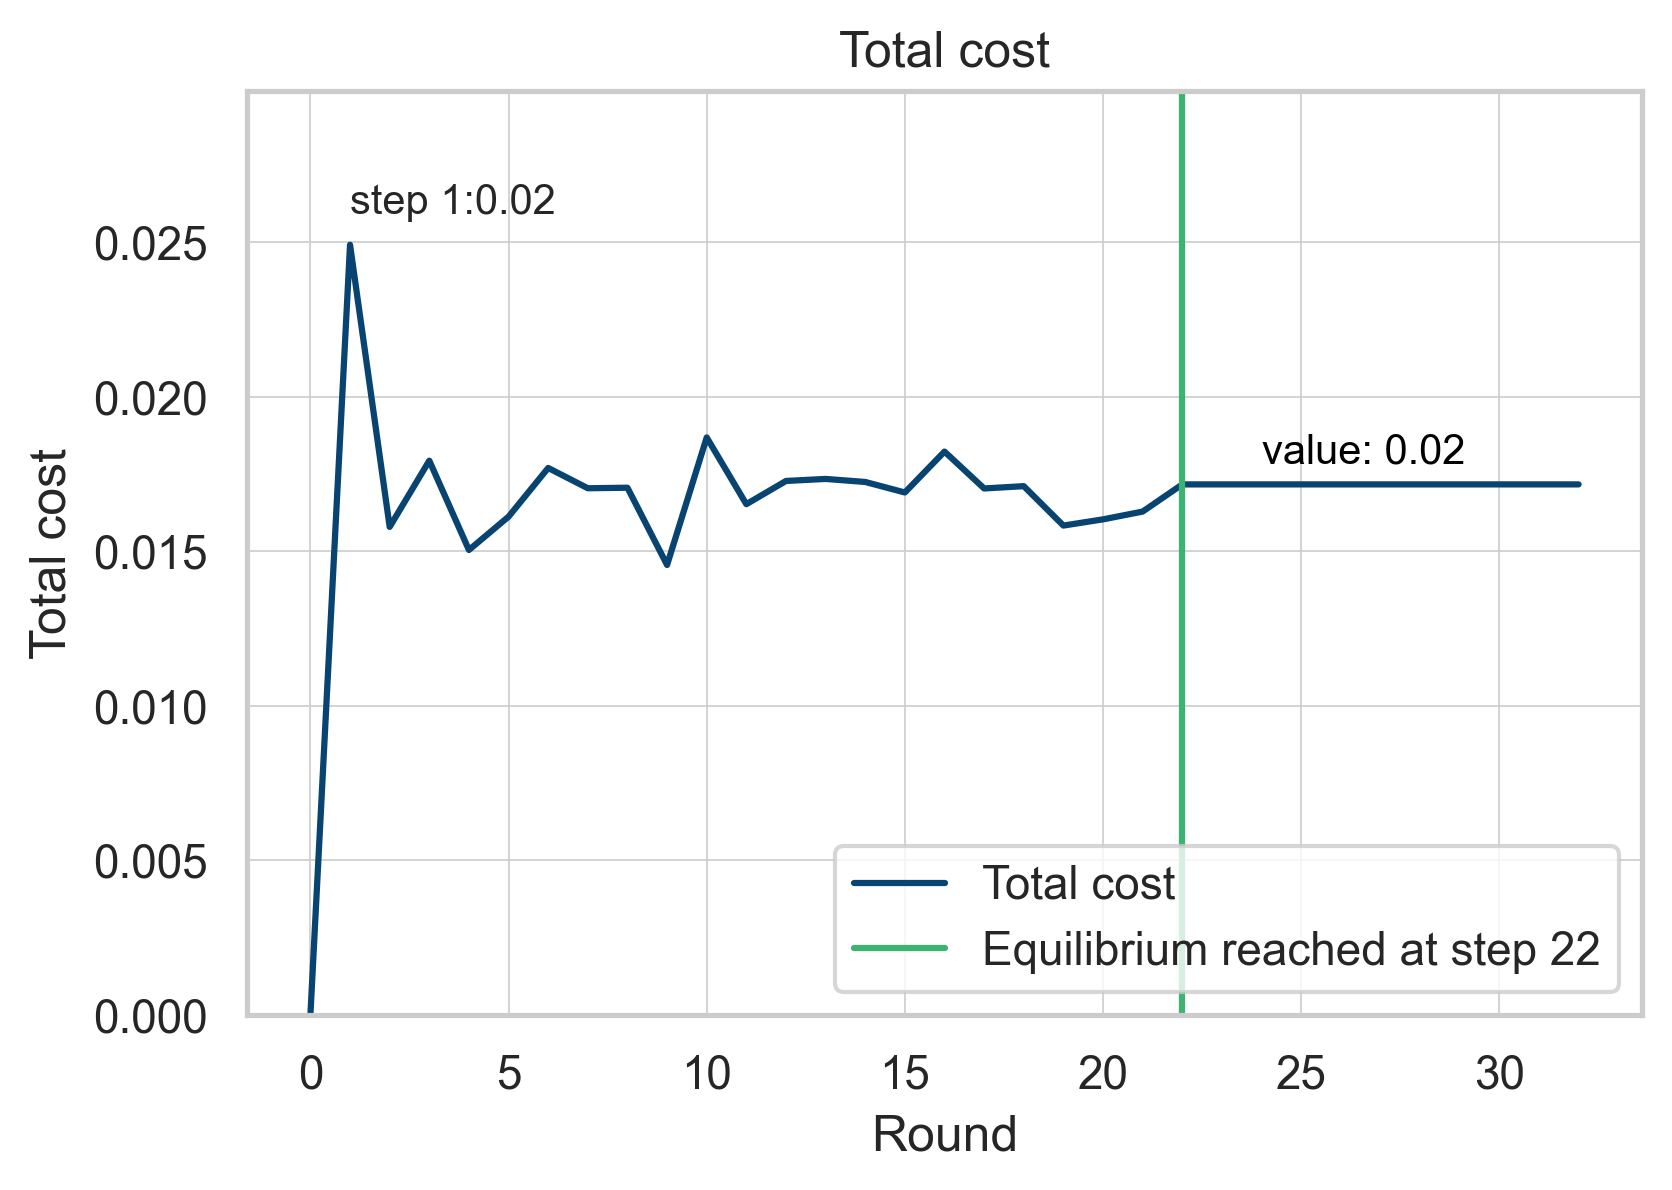 Total cost
step 1:0.02
0.025
0.020
value: 0.02
0.015
Total cost
0.010
0.005
Total cost
Equilibrium reached at step 22
0.000
0 5 10 15 20 25 30
Round